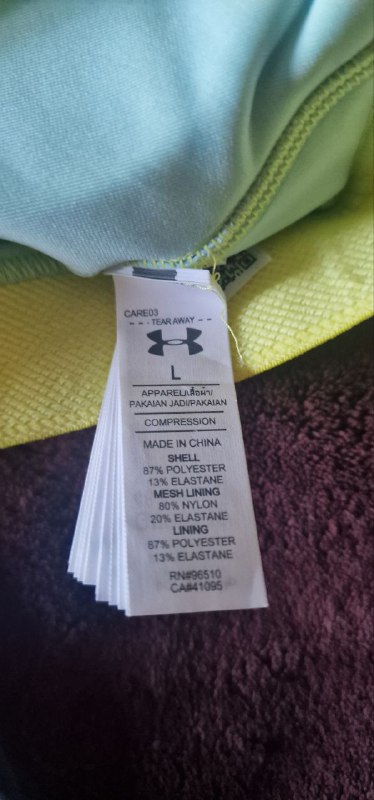 CARE03
- - - TEAR AWAY - - -
L
APPAREL/เสื้อผ้า/
PAKAIAN JADI/PAKAIAN
COMPRESSION
MADE IN CHINA
SHELL
87% POLYESTER
13% ELASTANE
MESH LINING
80% NYLON
20% ELASTANE
LINING
87% POLYESTER
13% ELASTANE
RN#96510
CA#41095